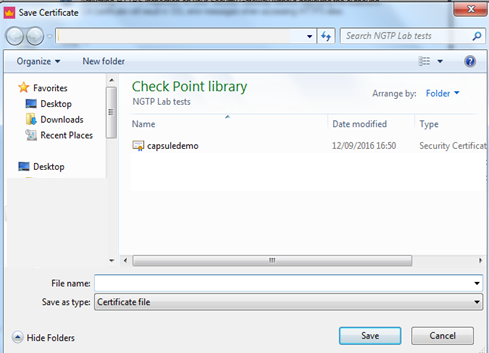 Save Certificate
Search NGTP Lab tests
Organize
New folder
Favorites
Desktop
Downloads
Recent Places
Desktop
Check Point library
NGTP Lab tests
Arrange by: Folder
Name Date modified Type
capsuledemo 12/09/2016 16:50 Security Certificat
File name:
Save as type: Certificate file
Hide Folders
Save
Cancel